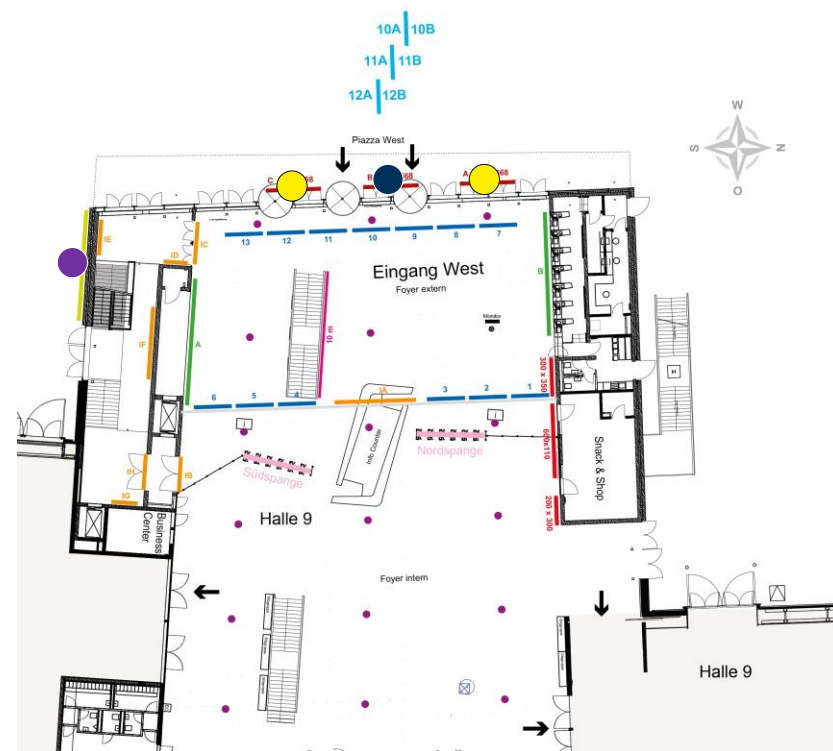 10A 10B
11A 11B
12A 12B
Piazza West
W
S N
O
C 68
B 68
A 68
IE
ID
IC
13 12 11 10 9 8 7
Eingang West
Foyer extern
B
A
10 m
Monitor
IF
300 x 350
6 5 4
IA
3 2 1
600x110
Info Counter
Nordspange
Südspange
Snack & Shop
IH
IB
IG
200 x 300
Business
Center
Halle 9
Foyer intern
Halle 9